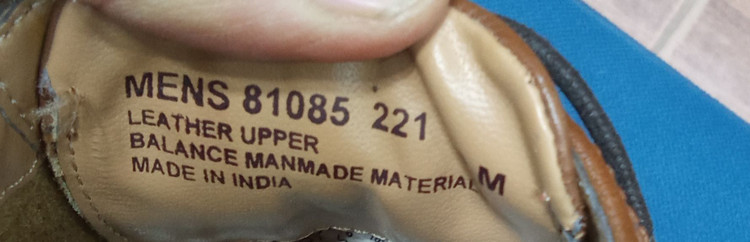 MENS 81085 221
LEATHER UPPER
BALANCE MANMADE MATERIAL M
MADE IN INDIA